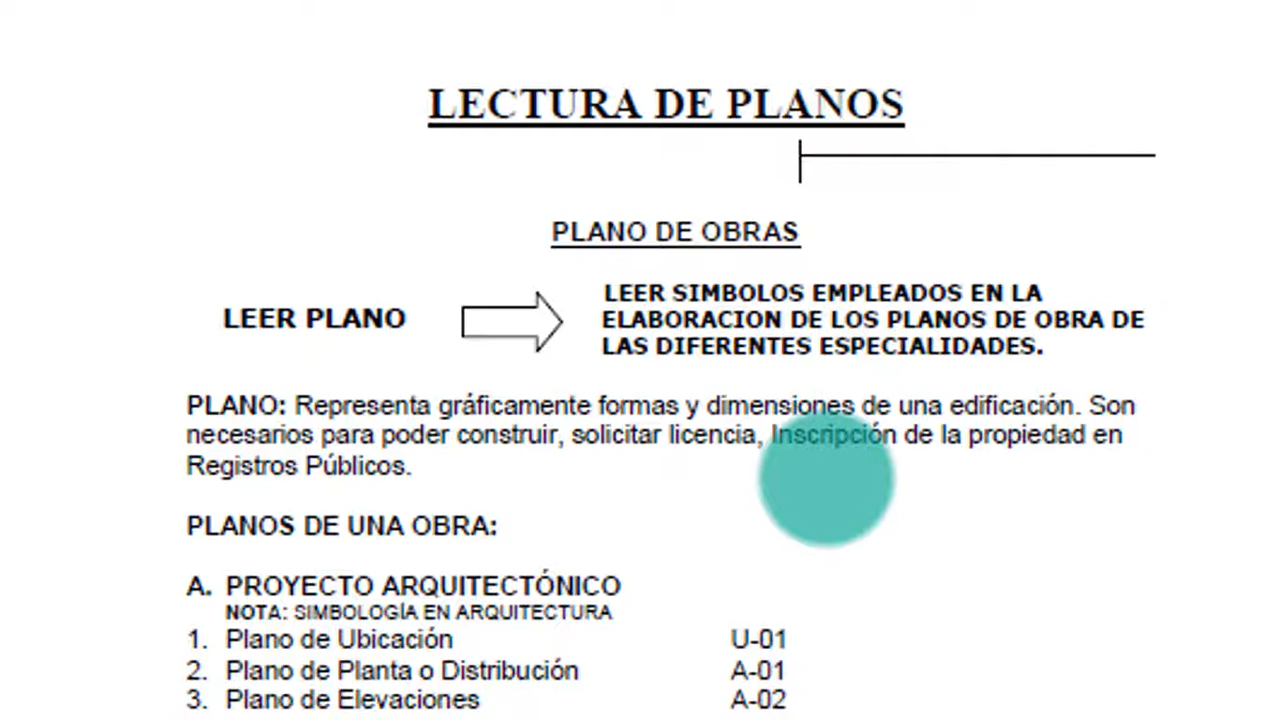 LECTURA DE PLANOS
PLANO DE OBRAS
LEER PLANO
LEER SIMBOLOS EMPLEADOS EN LA
ELABORACION DE LOS PLANOS DE OBRA DE
LAS DIFERENTES ESPECIALIDADES.
PLANO: Representa gráficamente formas y dimensiones de una edificación. Son
necesarios para poder construir, solicitar licencia, Inscripción de la propiedad en
Registros Públicos.
PLANOS DE UNA OBRA:
A. PROYECTO ARQUITECTÓNICO
NOTA: SIMBOLOGÍA EN ARQUITECTURA
1. Plano de Ubicación U-01
2. Plano de Planta o Distribución A-01
3. Plano de Elevaciones A-02